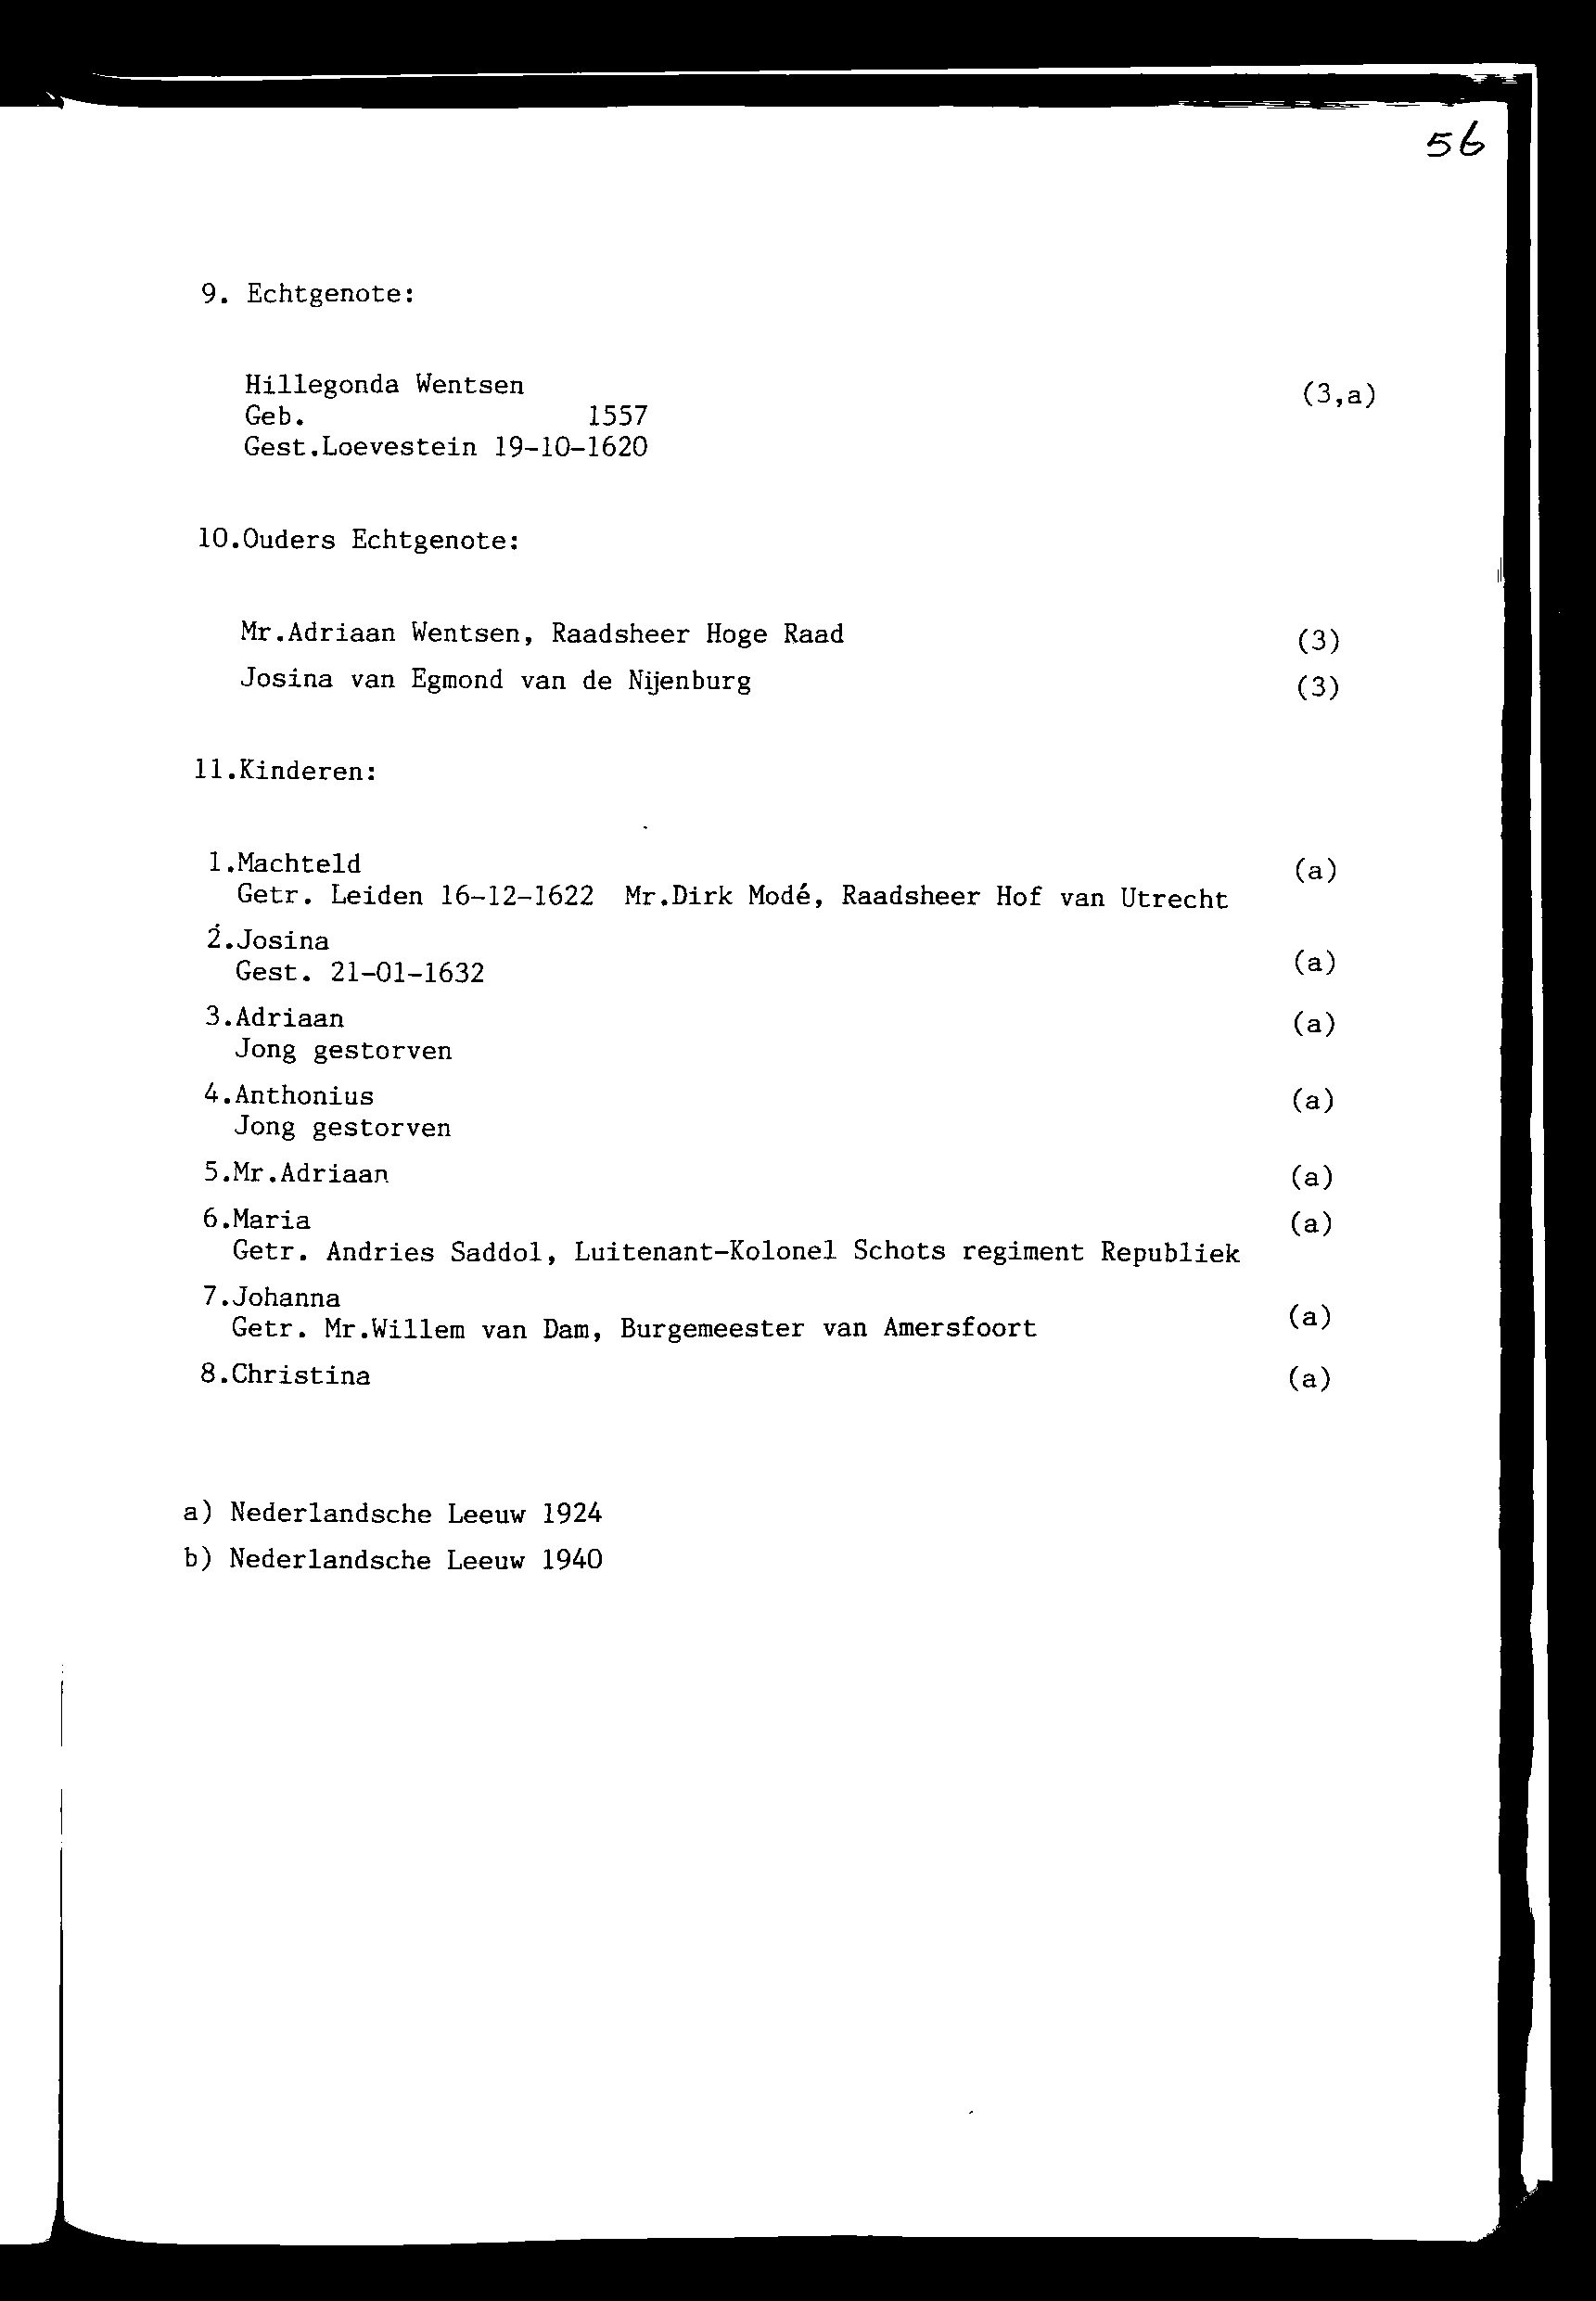 56
9. Echtgenote:
Hillegonda Wentsen (3,a)
Geb. 1557
Gest.Loevestein 19-10-1620
10.Ouders Echtgenote:
Mr.Adriaan Wentsen, Raadsheer Hoge Raad (3)
Josina van Egmond van de Nijenburg (3)
11.Kinderen:
1.Machteld (a)
Getr. Leiden 16-12-1622 Mr.Dirk Modé, Raadsheer Hof van Utrecht
2.Josina
Gest. 21-01-1632 (a)
3.Adriaan (a)
Jong gestorven
4.Anthonius (a)
Jong gestorven
5.Mr.Adriaan (a)
6.Maria (a)
Getr. Andries Saddol, Luitenant-Kolonel Schots regiment Republiek
7.Johanna
Getr. Mr.Willem van Dam, Burgemeester van Amersfoort (a)
8.Christina (a)
a) Nederlandsche Leeuw 1924
b) Nederlandsche Leeuw 1940